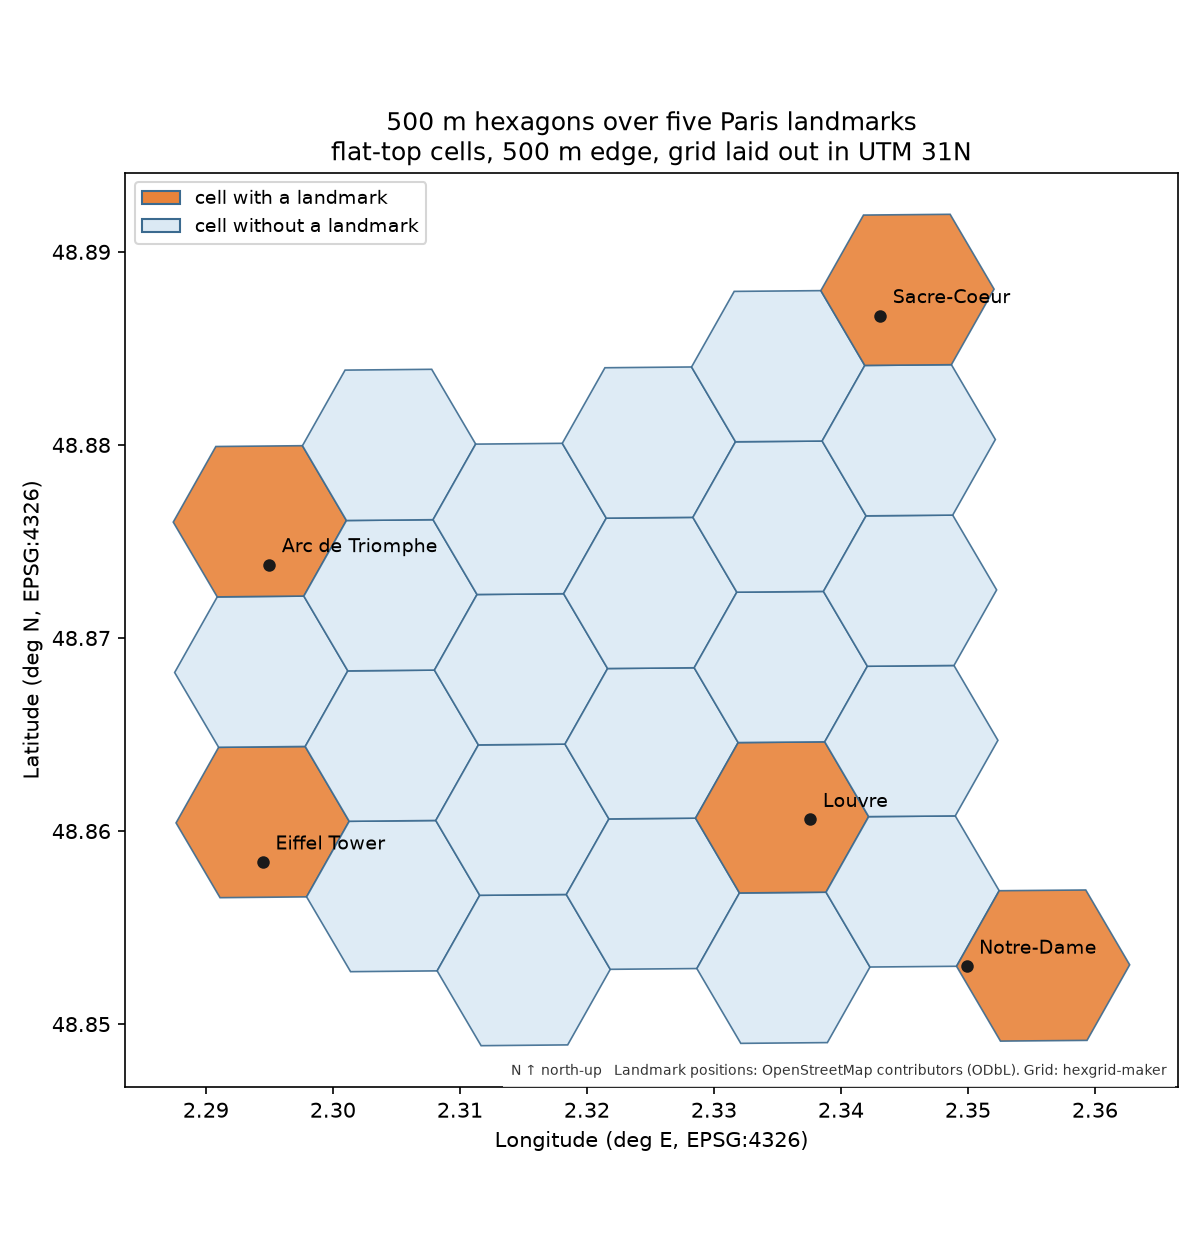 500 m hexagons over five Paris landmarks
flat-top cells, 500 m edge, grid laid out in UTM 31N
cell with a landmark
cell without a landmark
Sacre-Coeur
Arc de Triomphe
Louvre
Eiffel Tower
Notre-Dame
N ↑ north-up Landmark positions: OpenStreetMap contributors (ODbL). Grid: hexgrid-maker
48.89
48.88
48.87
48.86
48.85
Latitude (deg N, EPSG:4326)
2.29 2.30 2.31 2.32 2.33 2.34 2.35 2.36
Longitude (deg E, EPSG:4326)